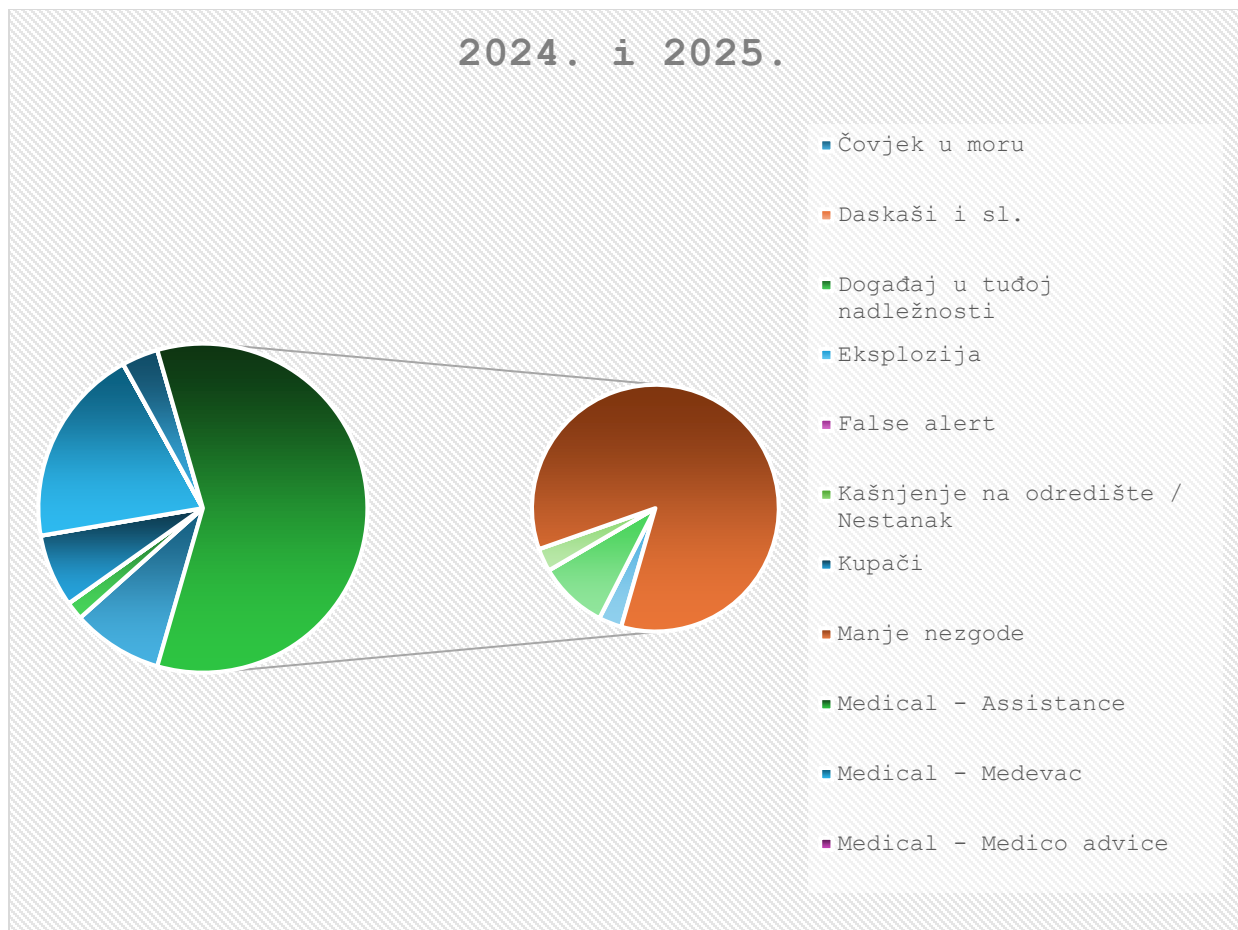 2024. i 2025.
Čovjek u moru
Daskaši i sl.
Događaj u tuđoj
nadležnosti
Eksplozija
False alert
Kašnjenje na odredište /
Nestanak
Kupači
Manje nezgode
Medical - Assistance
Medical - Medevac
Medical - Medico advice